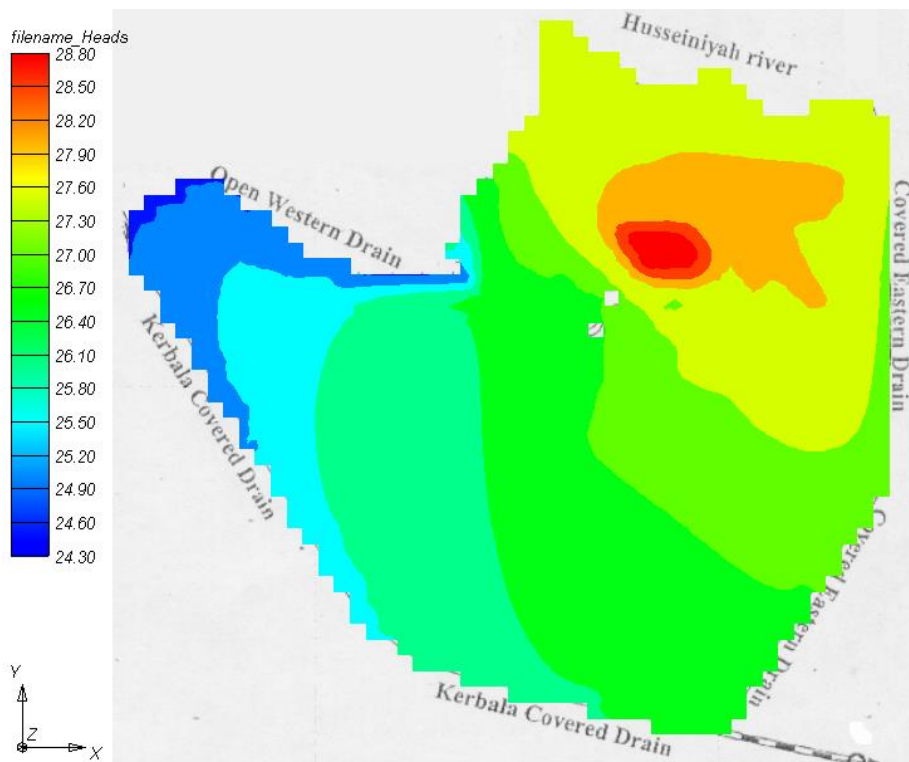 filename_Heads
28.80
28.50
28.20
27.90
27.60
27.30
27.00
26.70
26.40
26.10
25.80
25.50
25.20
24.90
24.60
24.30
Husseiniyah river
Open Western Drain
Covered Eastern Drain
Kerbala Covered Drain
Covered Eastern Drain
Kerbala Covered Drain
Y
Z
X